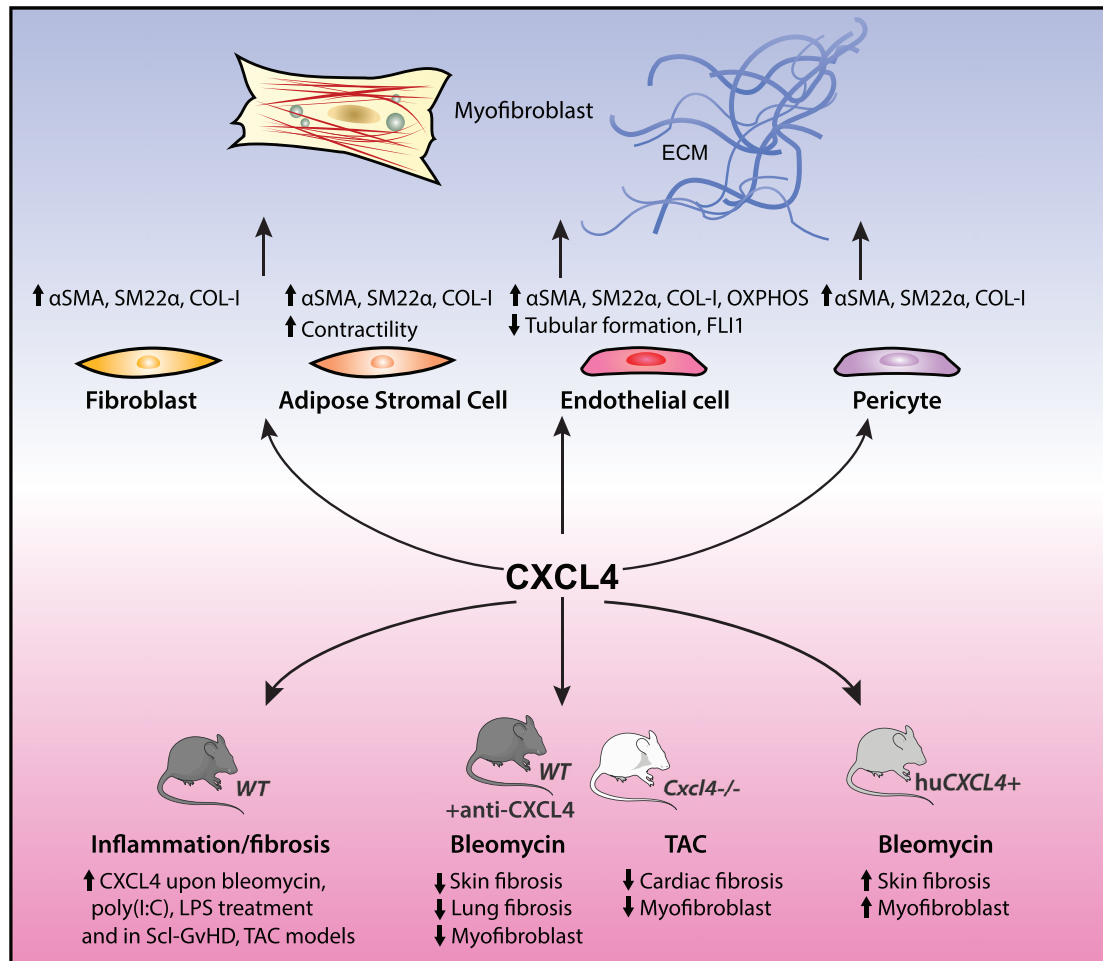 Myofibroblast
ECM
↑ αSMA, SM22α, COL-I
↑ αSMA, SM22α, COL-I
↑ Contractility
↑ αSMA, SM22α, COL-I, OXPHOS
↓ Tubular formation, FLI1
↑ αSMA, SM22α, COL-I
Fibroblast
Adipose Stromal Cell
Endothelial cell
Pericyte
CXCL4
WT
WT
+anti-CXCL4
Cxcl4-/-
huCXCL4+
Inflammation/fibrosis
↑ CXCL4 upon bleomycin,
poly(I:C), LPS treatment
and in Scl-GvHD, TAC models
Bleomycin
↓ Skin fibrosis
↓ Lung fibrosis
↓ Myofibroblast
TAC
↓ Cardiac fibrosis
↓ Myofibroblast
Bleomycin
↑ Skin fibrosis
↑ Myofibroblast